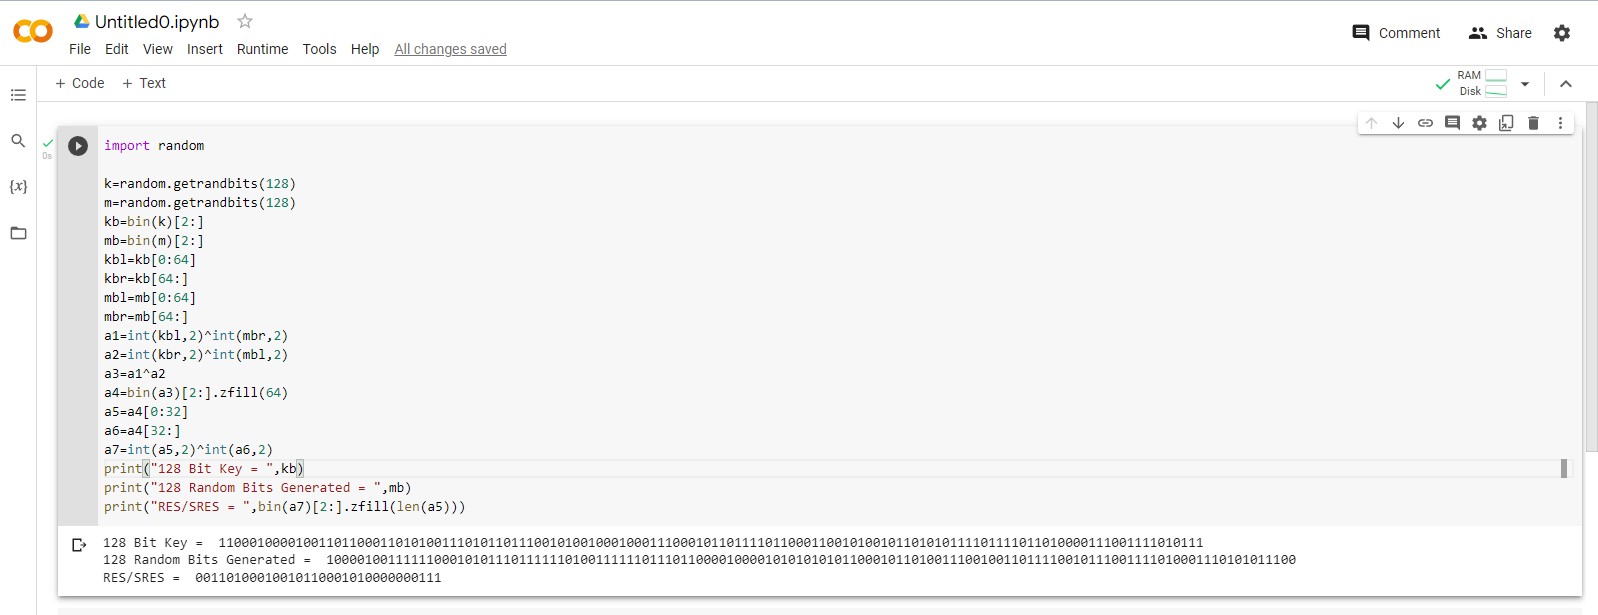 Untitled0.ipynb
File Edit View Insert Runtime Tools Help All changes saved
Comment Share
+ Code + Text
RAM
Disk
{x}
0s
import random
k=random.getrandbits(128)
m=random.getrandbits(128)
kb=bin(k)[2:]
mb=bin(m)[2:]
kbl=kb[0:64]
kbr=kb[64:]
mbl=mb[0:64]
mbr=mb[64:]
a1=int(kbl,2)^int(mbr,2)
a2=int(kbr,2)^int(mbl,2)
a3=a1^a2
a4=bin(a3)[2:].zfill(64)
a5=a4[0:32]
a6=a4[32:]
a7=int(a5,2)^int(a6,2)
print("128 Bit Key = ",kb)
print("128 Random Bits Generated = ",mb)
print("RES/SRES = ",bin(a7)[2:].zfill(len(a5)))
128 Bit Key =  11000100001001101100011010100111010110111001010010001000111000101101111011000110010100101101010111101111011010000111001111010111
128 Random Bits Generated =  100001001111110001010111011111101001111110111011000010000101010101011000101101001110010011011110010111001111010001110101011100
RES/SRES =  00110100010010110001010000000111